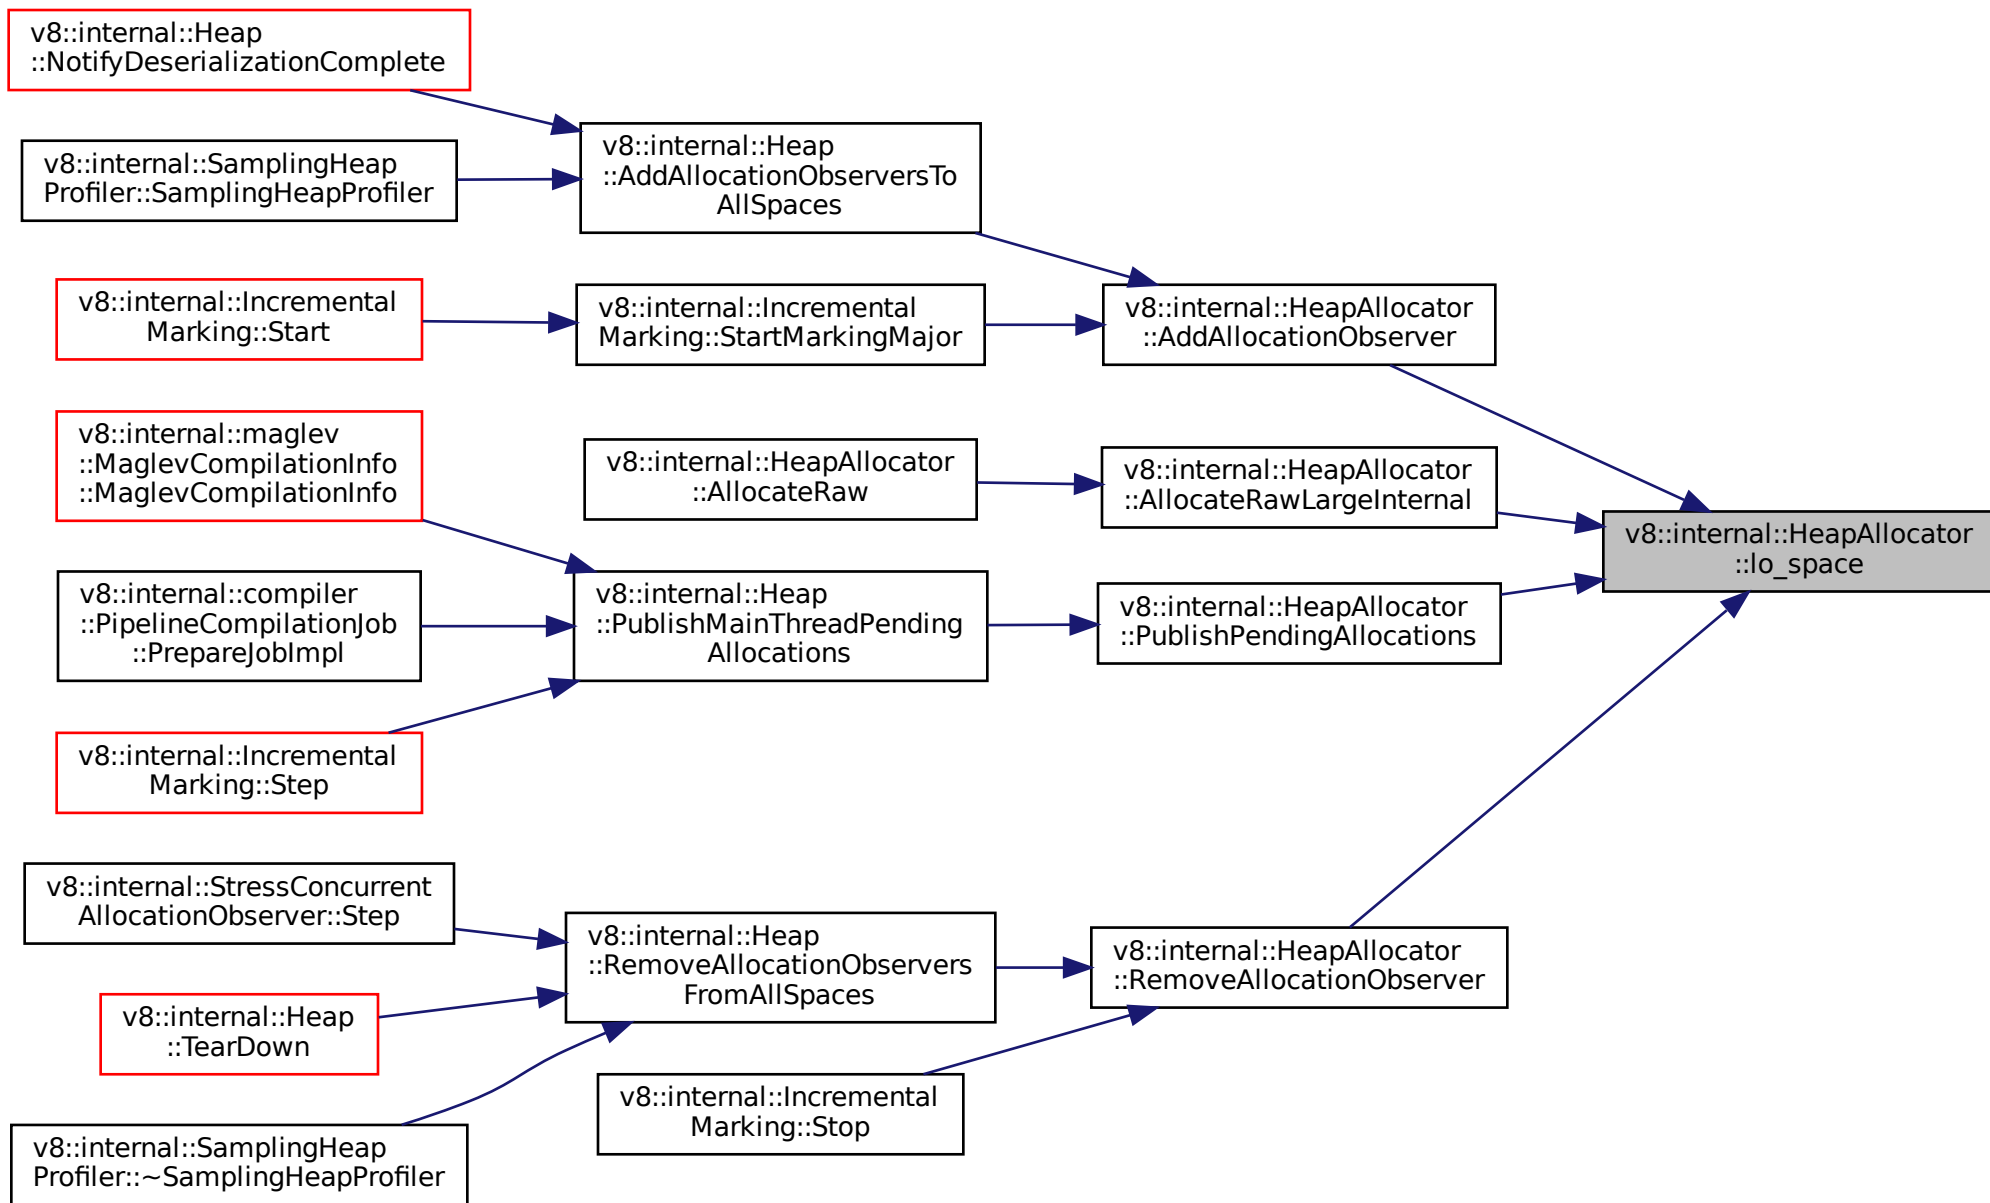 v8::internal::Heap
::NotifyDeserializationComplete
v8::internal::SamplingHeap
Profiler::SamplingHeapProfiler
v8::internal::Heap
::AddAllocationObserversTo
AllSpaces
v8::internal::Incremental
Marking::Start
v8::internal::Incremental
Marking::StartMarkingMajor
v8::internal::HeapAllocator
::AddAllocationObserver
v8::internal::maglev
::MaglevCompilationInfo
::MaglevCompilationInfo
v8::internal::HeapAllocator
::AllocateRaw
v8::internal::HeapAllocator
::AllocateRawLargeInternal
v8::internal::HeapAllocator
::lo_space
v8::internal::compiler
::PipelineCompilationJob
::PrepareJobImpl
v8::internal::Heap
::PublishMainThreadPending
Allocations
v8::internal::HeapAllocator
::PublishPendingAllocations
v8::internal::Incremental
Marking::Step
v8::internal::StressConcurrent
AllocationObserver::Step
v8::internal::Heap
::RemoveAllocationObservers
FromAllSpaces
v8::internal::HeapAllocator
::RemoveAllocationObserver
v8::internal::Heap
::TearDown
v8::internal::Incremental
Marking::Stop
v8::internal::SamplingHeap
Profiler::~SamplingHeapProfiler